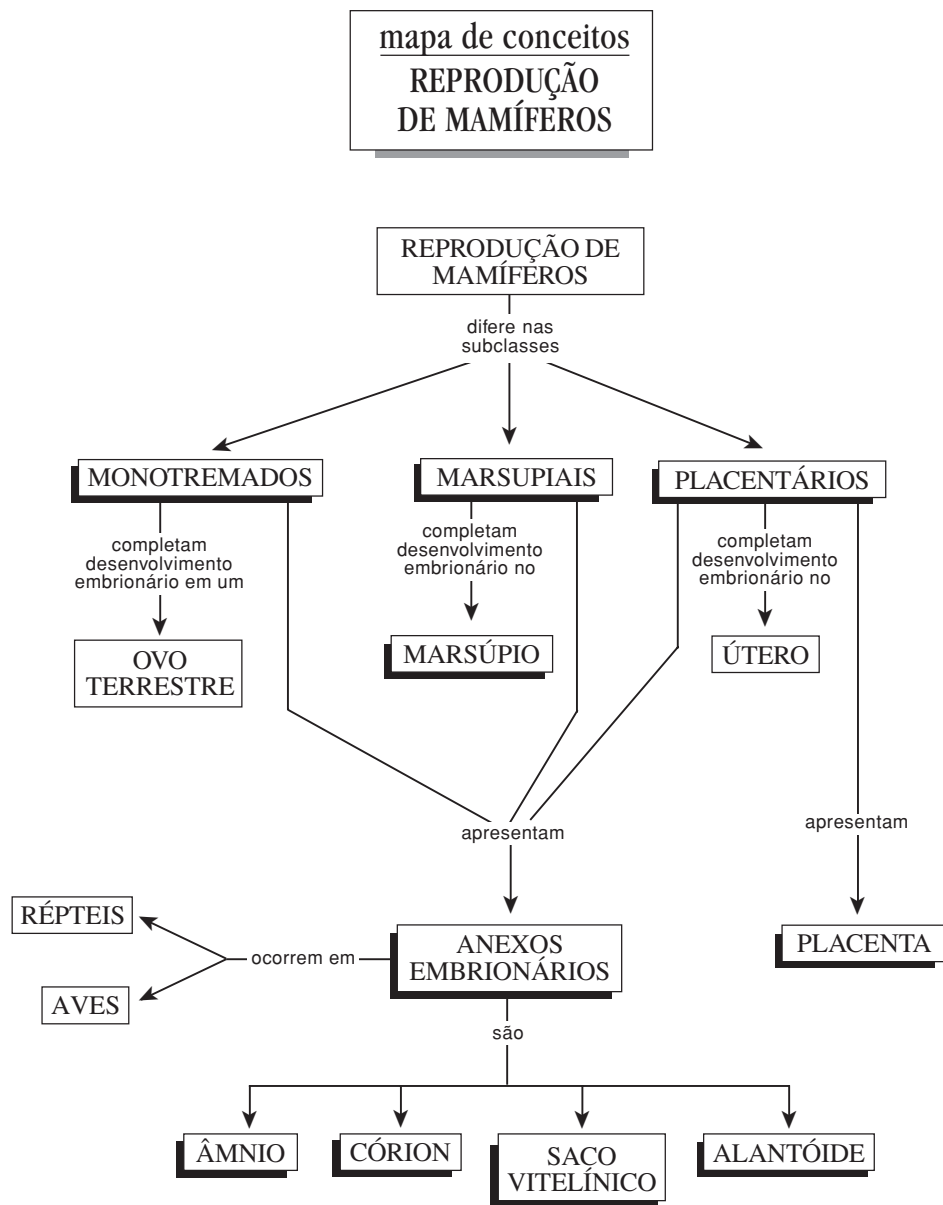 mapa de conceitos
REPRODUÇÃO
DE MAMÍFEROS
REPRODUÇÃO DE
MAMÍFEROS
difere nas
subclasses
MONOTREMADOS
MARSUPIAIS
PLACENTÁRIOS
completam
desenvolvimento
embrionário em um
completam
desenvolvimento
embrionário no
completam
desenvolvimento
embrionário no
OVO
TERRESTRE
MARSÚPIO
ÚTERO
apresentam
apresentam
RÉPTEIS
AVES
ocorrem em
ANEXOS
EMBRIONÁRIOS
PLACENTA
são
ÂMNIO
CÓRION
SACO
VITELÍNICO
ALANTÓIDE